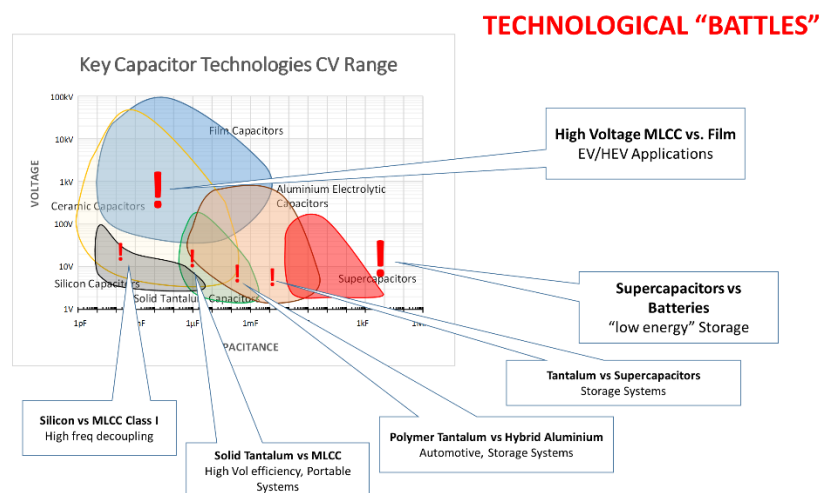 TECHNOLOGICAL “BATTLES”
Key Capacitor Technologies CV Range
100kV
10kV
1kV
100V
10V
1V
VOLTAGE
Film Capacitors
Ceramic Capacitors
Aluminium Electrolytic
Capacitors
Silicon Capacitors
Solid Tantalum Capacitors
Supercapacitors
1pF
1µF
1mF
1kF
High Voltage MLCC vs. Film
EV/HEV Applications
Supercapacitors vs
Batteries
“low energy” Storage
Tantalum vs Supercapacitors
Storage Systems
Polymer Tantalum vs Hybrid Aluminium
Automotive, Storage Systems
Solid Tantalum vs MLCC
High Vol efficiency, Portable
Systems
Silicon vs MLCC Class I
High freq decoupling